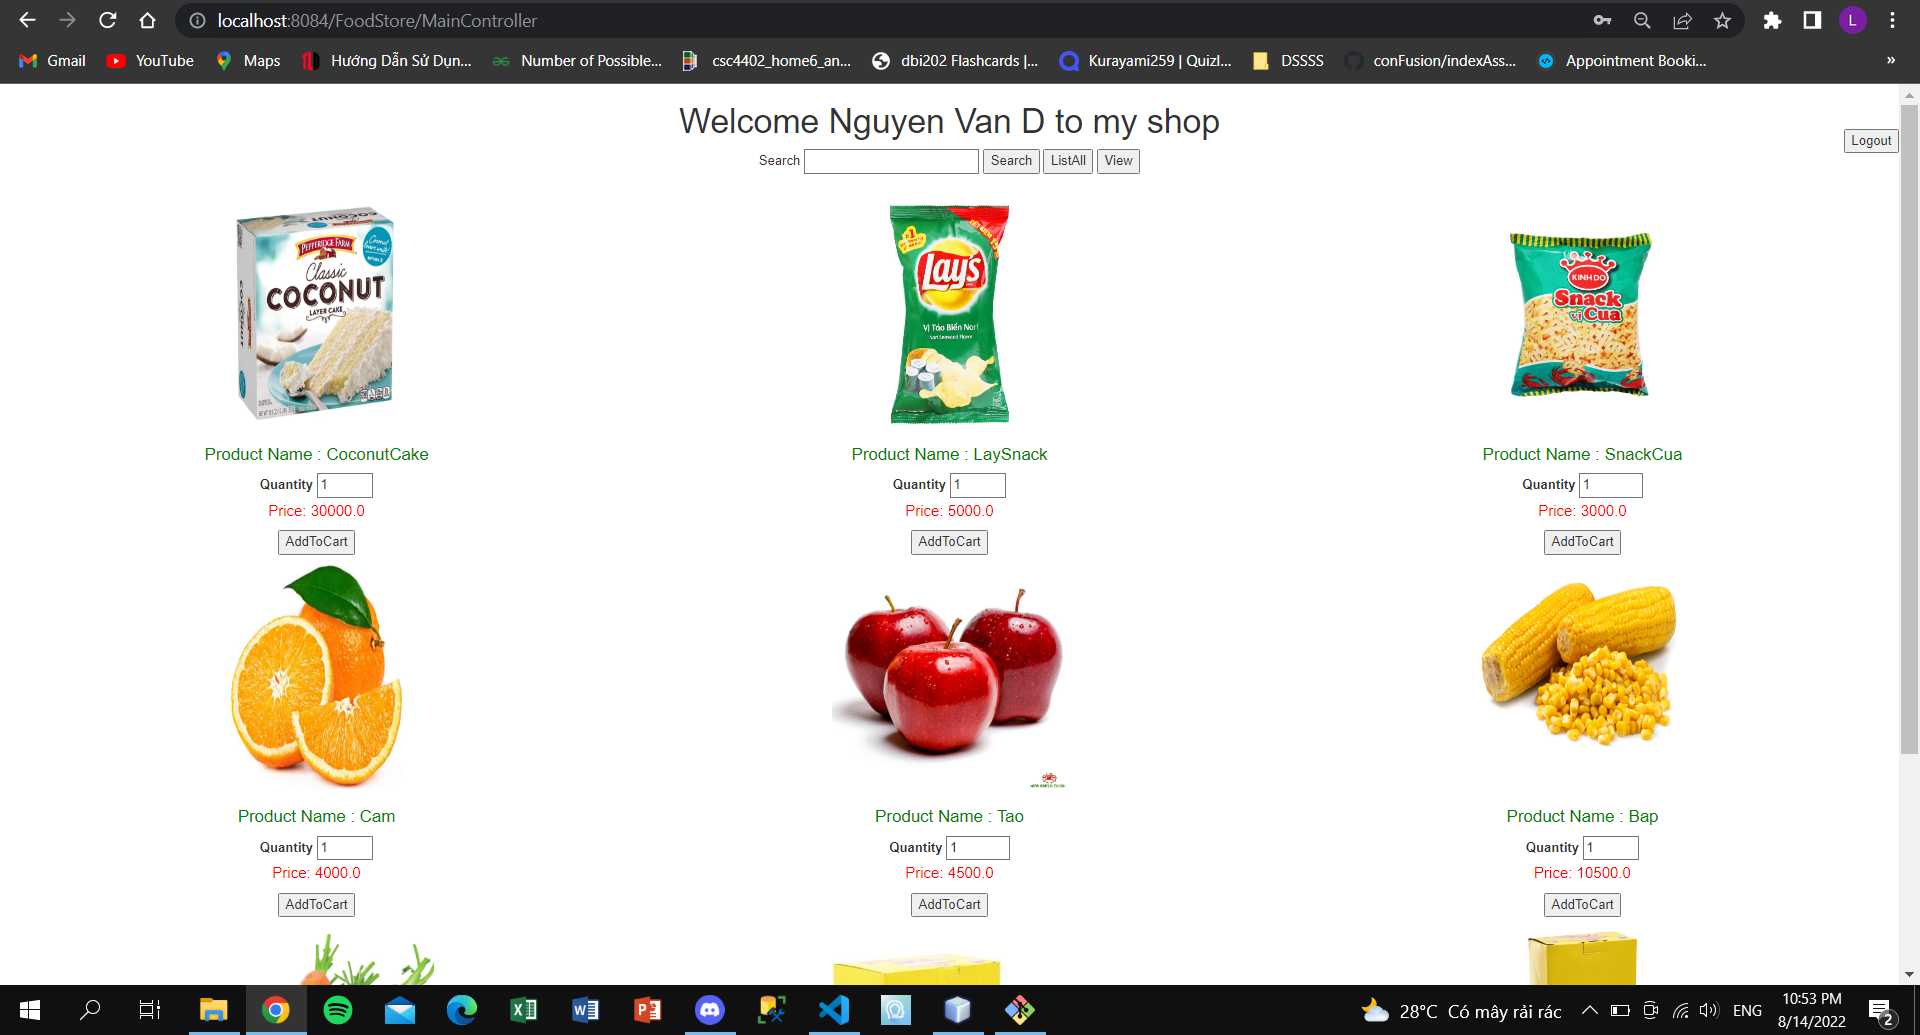 localhost:8084/FoodStore/MainController
L
Gmail
YouTube
Maps
Hướng Dẫn Sử Dụn...
Number of Possible...
csc4402_home6_an...
dbi202 Flashcards |...
Kurayami259 | Quizl...
DSSSS
conFusion/indexAss...
Appointment Booki...
»
Welcome Nguyen Van D to my shop
Logout
Search
Search
ListAll
View
COCONUT
PEPPERIDGE FARM
Classic
COCONUT
LAYER CAKE
#1
Lay's
Vị Tảo Biển Nori
Nori Seaweed Flavor
KINH DO
Snack
vị Cua
Product Name : CoconutCake
Product Name : LaySnack
Product Name : SnackCua
Quantity 1
Quantity 1
Quantity 1
Price: 30000.0
Price: 5000.0
Price: 3000.0
AddToCart
AddToCart
AddToCart
Product Name : Cam
Product Name : Tao
Product Name : Bap
Quantity 1
Quantity 1
Quantity 1
Price: 4000.0
Price: 4500.0
Price: 10500.0
AddToCart
AddToCart
AddToCart
28°C Có mây rải rác
ENG
10:53 PM
8/14/2022
2